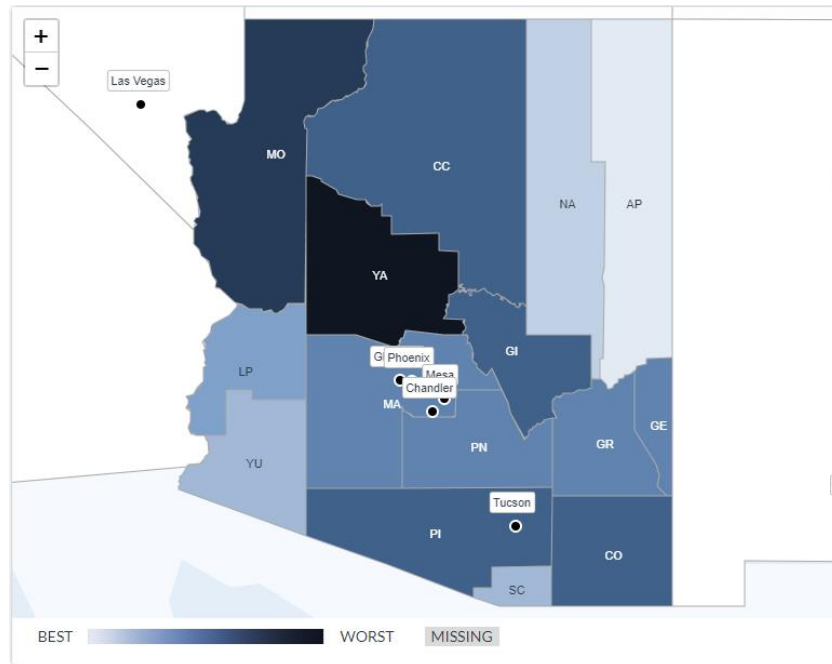 +
−
Las Vegas
MO
CC
NA
AP
YA
GI
Phoenix
LP
Mesa
Chandler
MA
GE
YU
PN
GR
Tucson
PI
CO
SC
BEST
WORST
MISSING